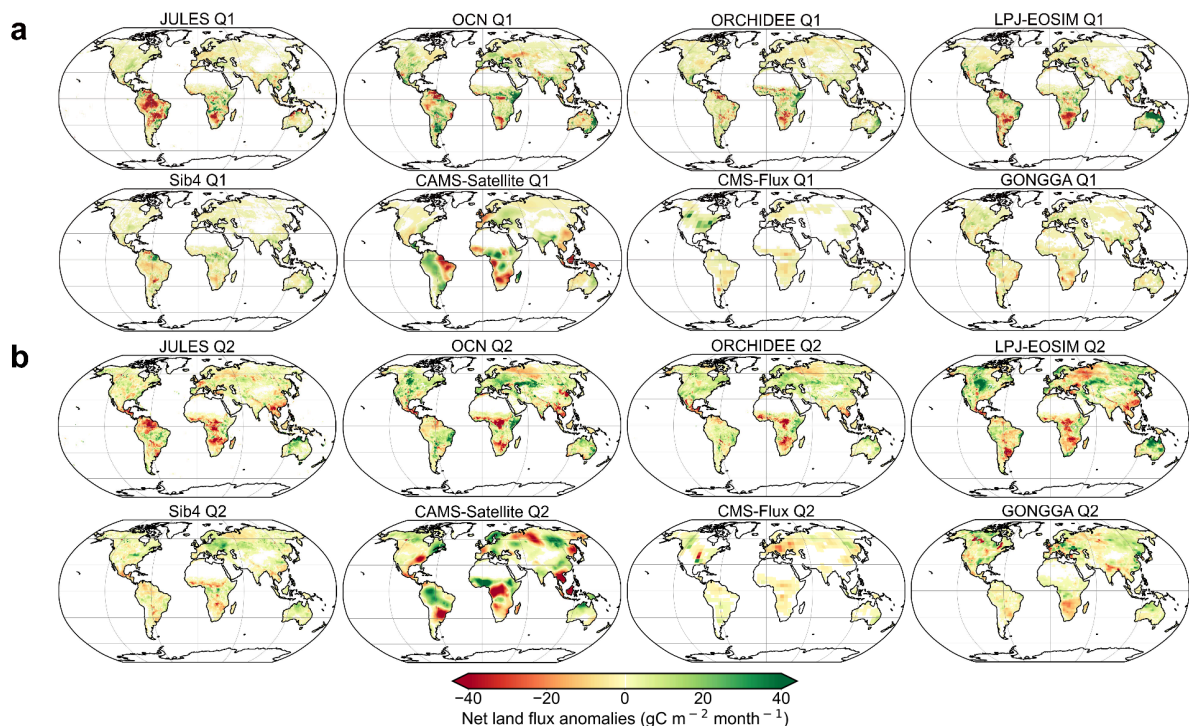 a
JULES Q1
OCN Q1
ORCHIDEE Q1
LPJ-EOSIM Q1
Sib4 Q1
CAMS-Satellite Q1
CMS-Flux Q1
GONGGA Q1
b
JULES Q2
OCN Q2
ORCHIDEE Q2
LPJ-EOSIM Q2
Sib4 Q2
CAMS-Satellite Q2
CMS-Flux Q2
GONGGA Q2
−40 −20 0 20 40
Net land flux anomalies (gC m⁻² month⁻¹)